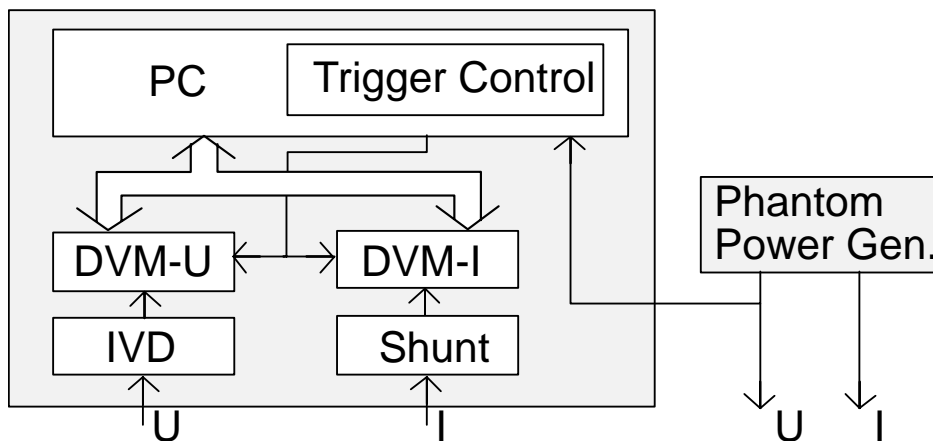 PC
Trigger Control
Phantom
Power Gen.
DVM-U
DVM-I
IVD
Shunt
U
I
U
I